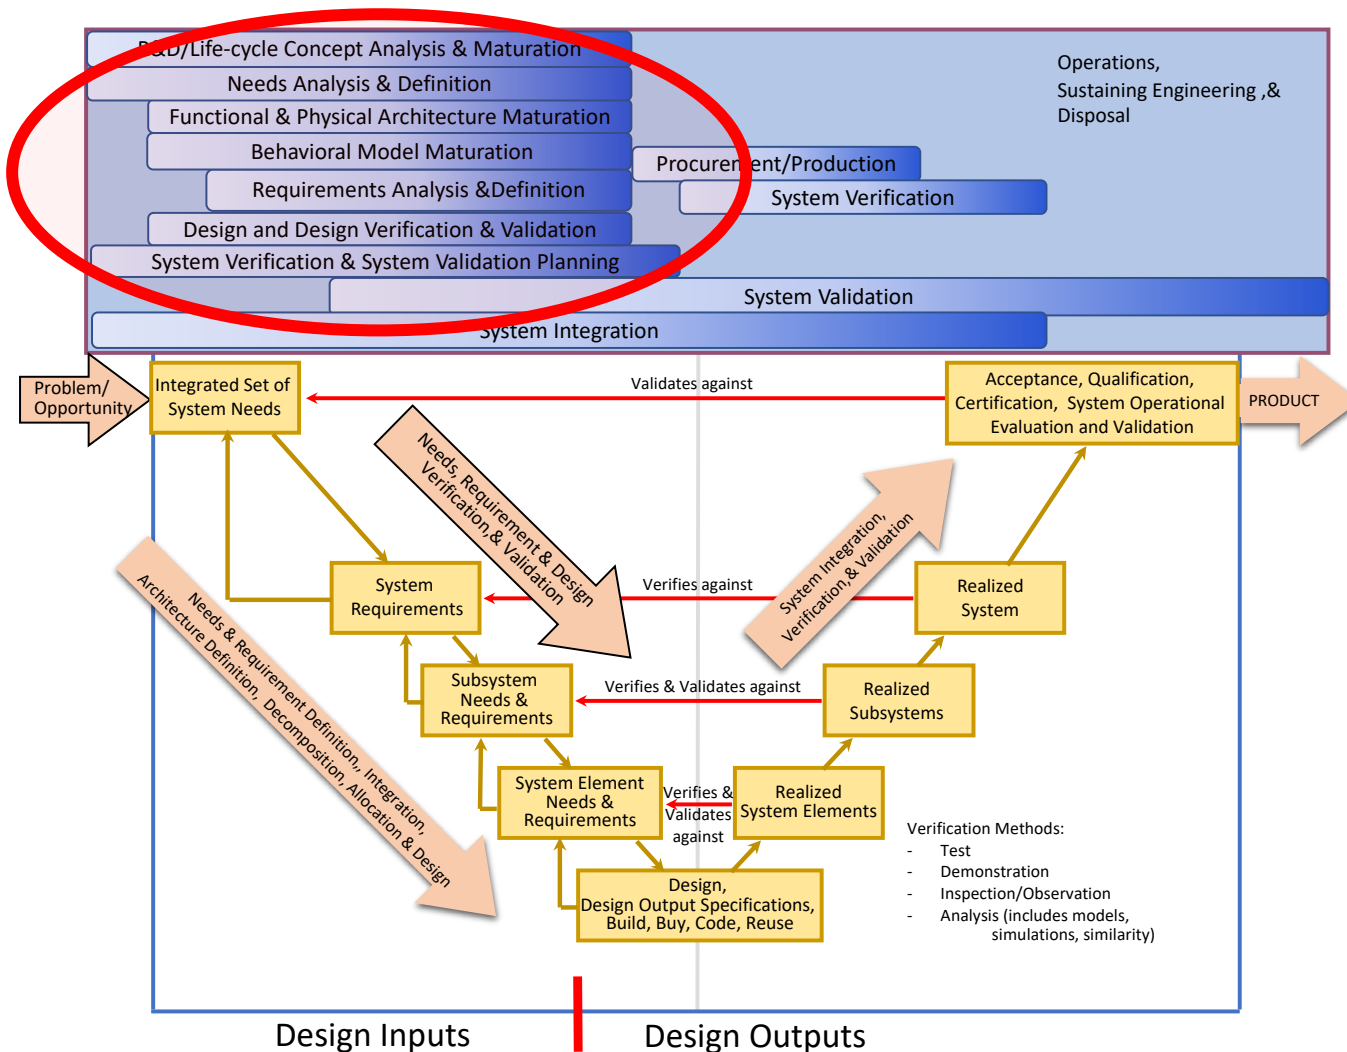 R&D/Life-cycle Concept Analysis & Maturation
Needs Analysis & Definition
Functional & Physical Architecture Maturation
Behavioral Model Maturation
Requirements Analysis &Definition
Design and Design Verification & Validation
System Verification & System Validation Planning
System Validation
System Integration
Procurement/Production
System Verification
Operations,
Sustaining Engineering ,&
Disposal
Problem/
Opportunity
Integrated Set of
System Needs
Validates against
Acceptance, Qualification,
Certification, System Operational
Evaluation and Validation
PRODUCT
Needs, Requirement & Design
Verification,& Validation
System Integration,
Verification,& Validation
Needs & Requirement Definition,, Integration,
Architecture Definition, Decomposition, Allocation & Design
System
Requirements
Verifies against
Realized
System
Subsystem
Needs &
Requirements
Verifies & Validates against
Realized
Subsystems
System Element
Needs &
Requirements
Verifies &
Validates
against
Realized
System Elements
Design,
Design Output Specifications,
Build, Buy, Code, Reuse
Verification Methods:
- Test
- Demonstration
- Inspection/Observation
- Analysis (includes models,
simulations, similarity)
Design Inputs
Design Outputs